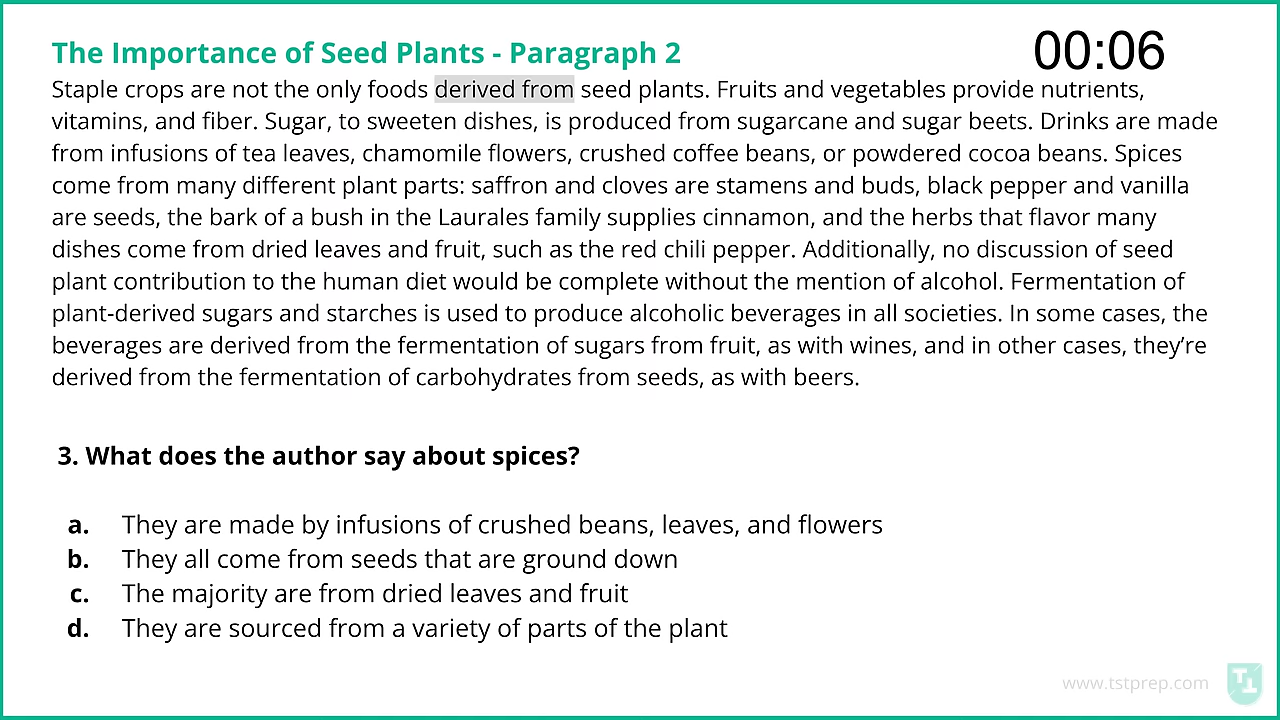 The Importance of Seed Plants - Paragraph 2
00:06
Staple crops are not the only foods derived from seed plants. Fruits and vegetables provide nutrients,
vitamins, and fiber. Sugar, to sweeten dishes, is produced from sugarcane and sugar beets. Drinks are made
from infusions of tea leaves, chamomile flowers, crushed coffee beans, or powdered cocoa beans. Spices
come from many different plant parts: saffron and cloves are stamens and buds, black pepper and vanilla
are seeds, the bark of a bush in the Laurales family supplies cinnamon, and the herbs that flavor many
dishes come from dried leaves and fruit, such as the red chili pepper. Additionally, no discussion of seed
plant contribution to the human diet would be complete without the mention of alcohol. Fermentation of
plant-derived sugars and starches is used to produce alcoholic beverages in all societies. In some cases, the
beverages are derived from the fermentation of sugars from fruit, as with wines, and in other cases, they’re
derived from the fermentation of carbohydrates from seeds, as with beers.
3. What does the author say about spices?
a. They are made by infusions of crushed beans, leaves, and flowers
b. They all come from seeds that are ground down
c. The majority are from dried leaves and fruit
d. They are sourced from a variety of parts of the plant
www.tstprep.com